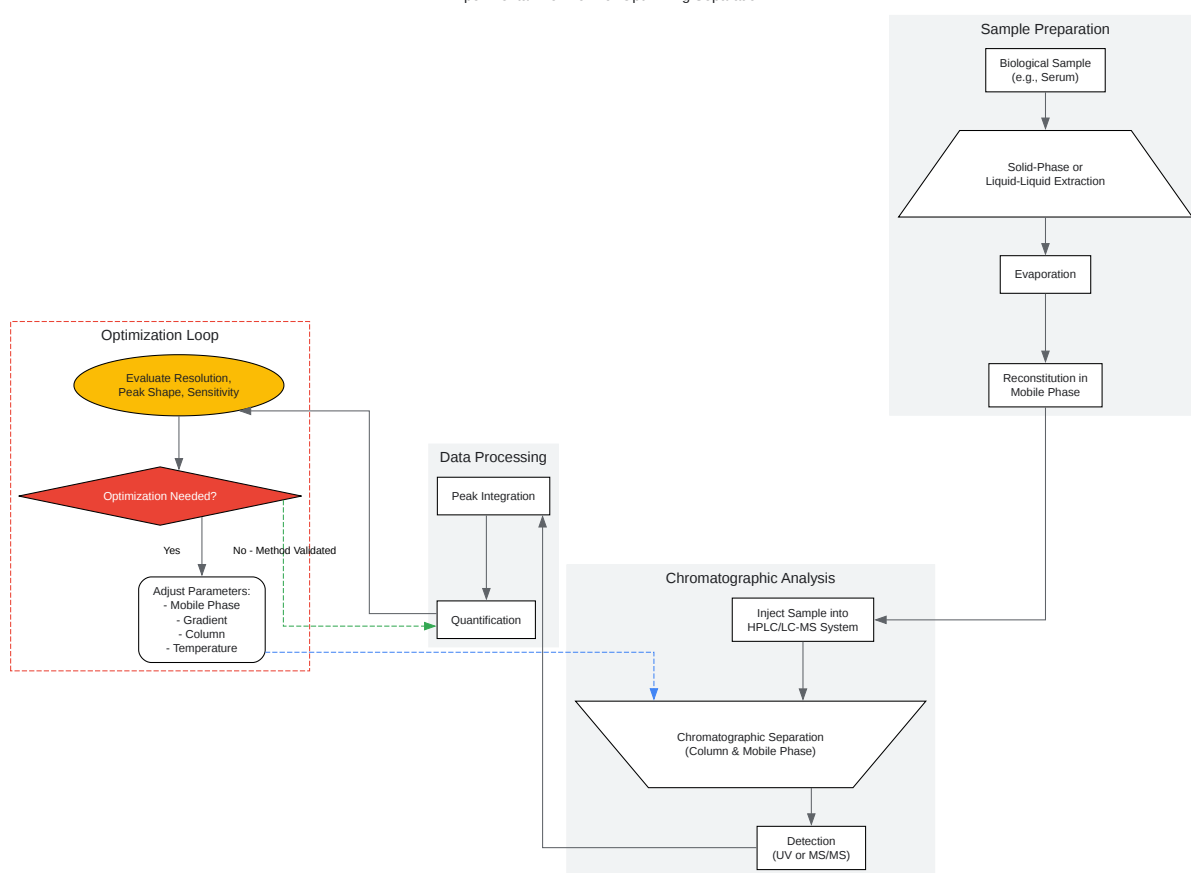 Sample Preparation
Biological Sample
(e.g., Serum)
Solid-Phase or
Liquid-Liquid Extraction
Evaporation
Reconstitution in
Mobile Phase
Optimization Loop
Evaluate Resolution,
Peak Shape, Sensitivity
Optimization Needed?
Yes
No - Method Validated
Adjust Parameters:
- Mobile Phase
- Gradient
- Column
- Temperature
Data Processing
Peak Integration
Quantification
Chromatographic Analysis
Inject Sample into
HPLC/LC-MS System
Chromatographic Separation
(Column & Mobile Phase)
Detection
(UV or MS/MS)